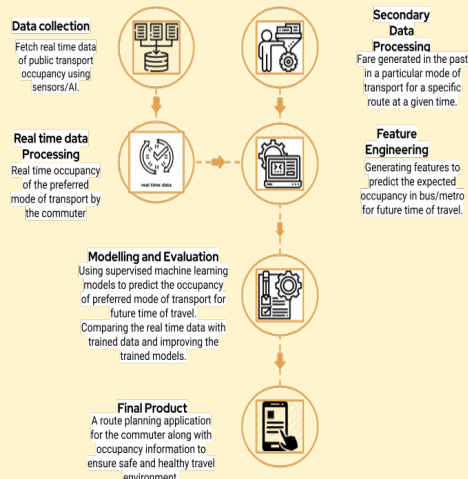 Data collection
Fetch real time data
of public transport
occupancy using
sensors/AI.
Secondary
Data
Processing
Fare generated in the past
in a particular mode of
transport for a specific
route at a given time.
Real time data
Processing
Real time occupancy
of the preferred
mode of transport by
the commuter
real time data
Feature
Engineering
Generating features to
predict the expected
occupancy in bus/metro
for future time of travel.
Modelling and Evaluation
Using supervised machine learning
models to predict the occupancy
of preferred mode of transport for
future time of travel.
Comparing the real time data with
trained data and improving the
trained models.
Final Product
A route planning application
for the commuter along with
occupancy information to
ensure safe and healthy travel
environment